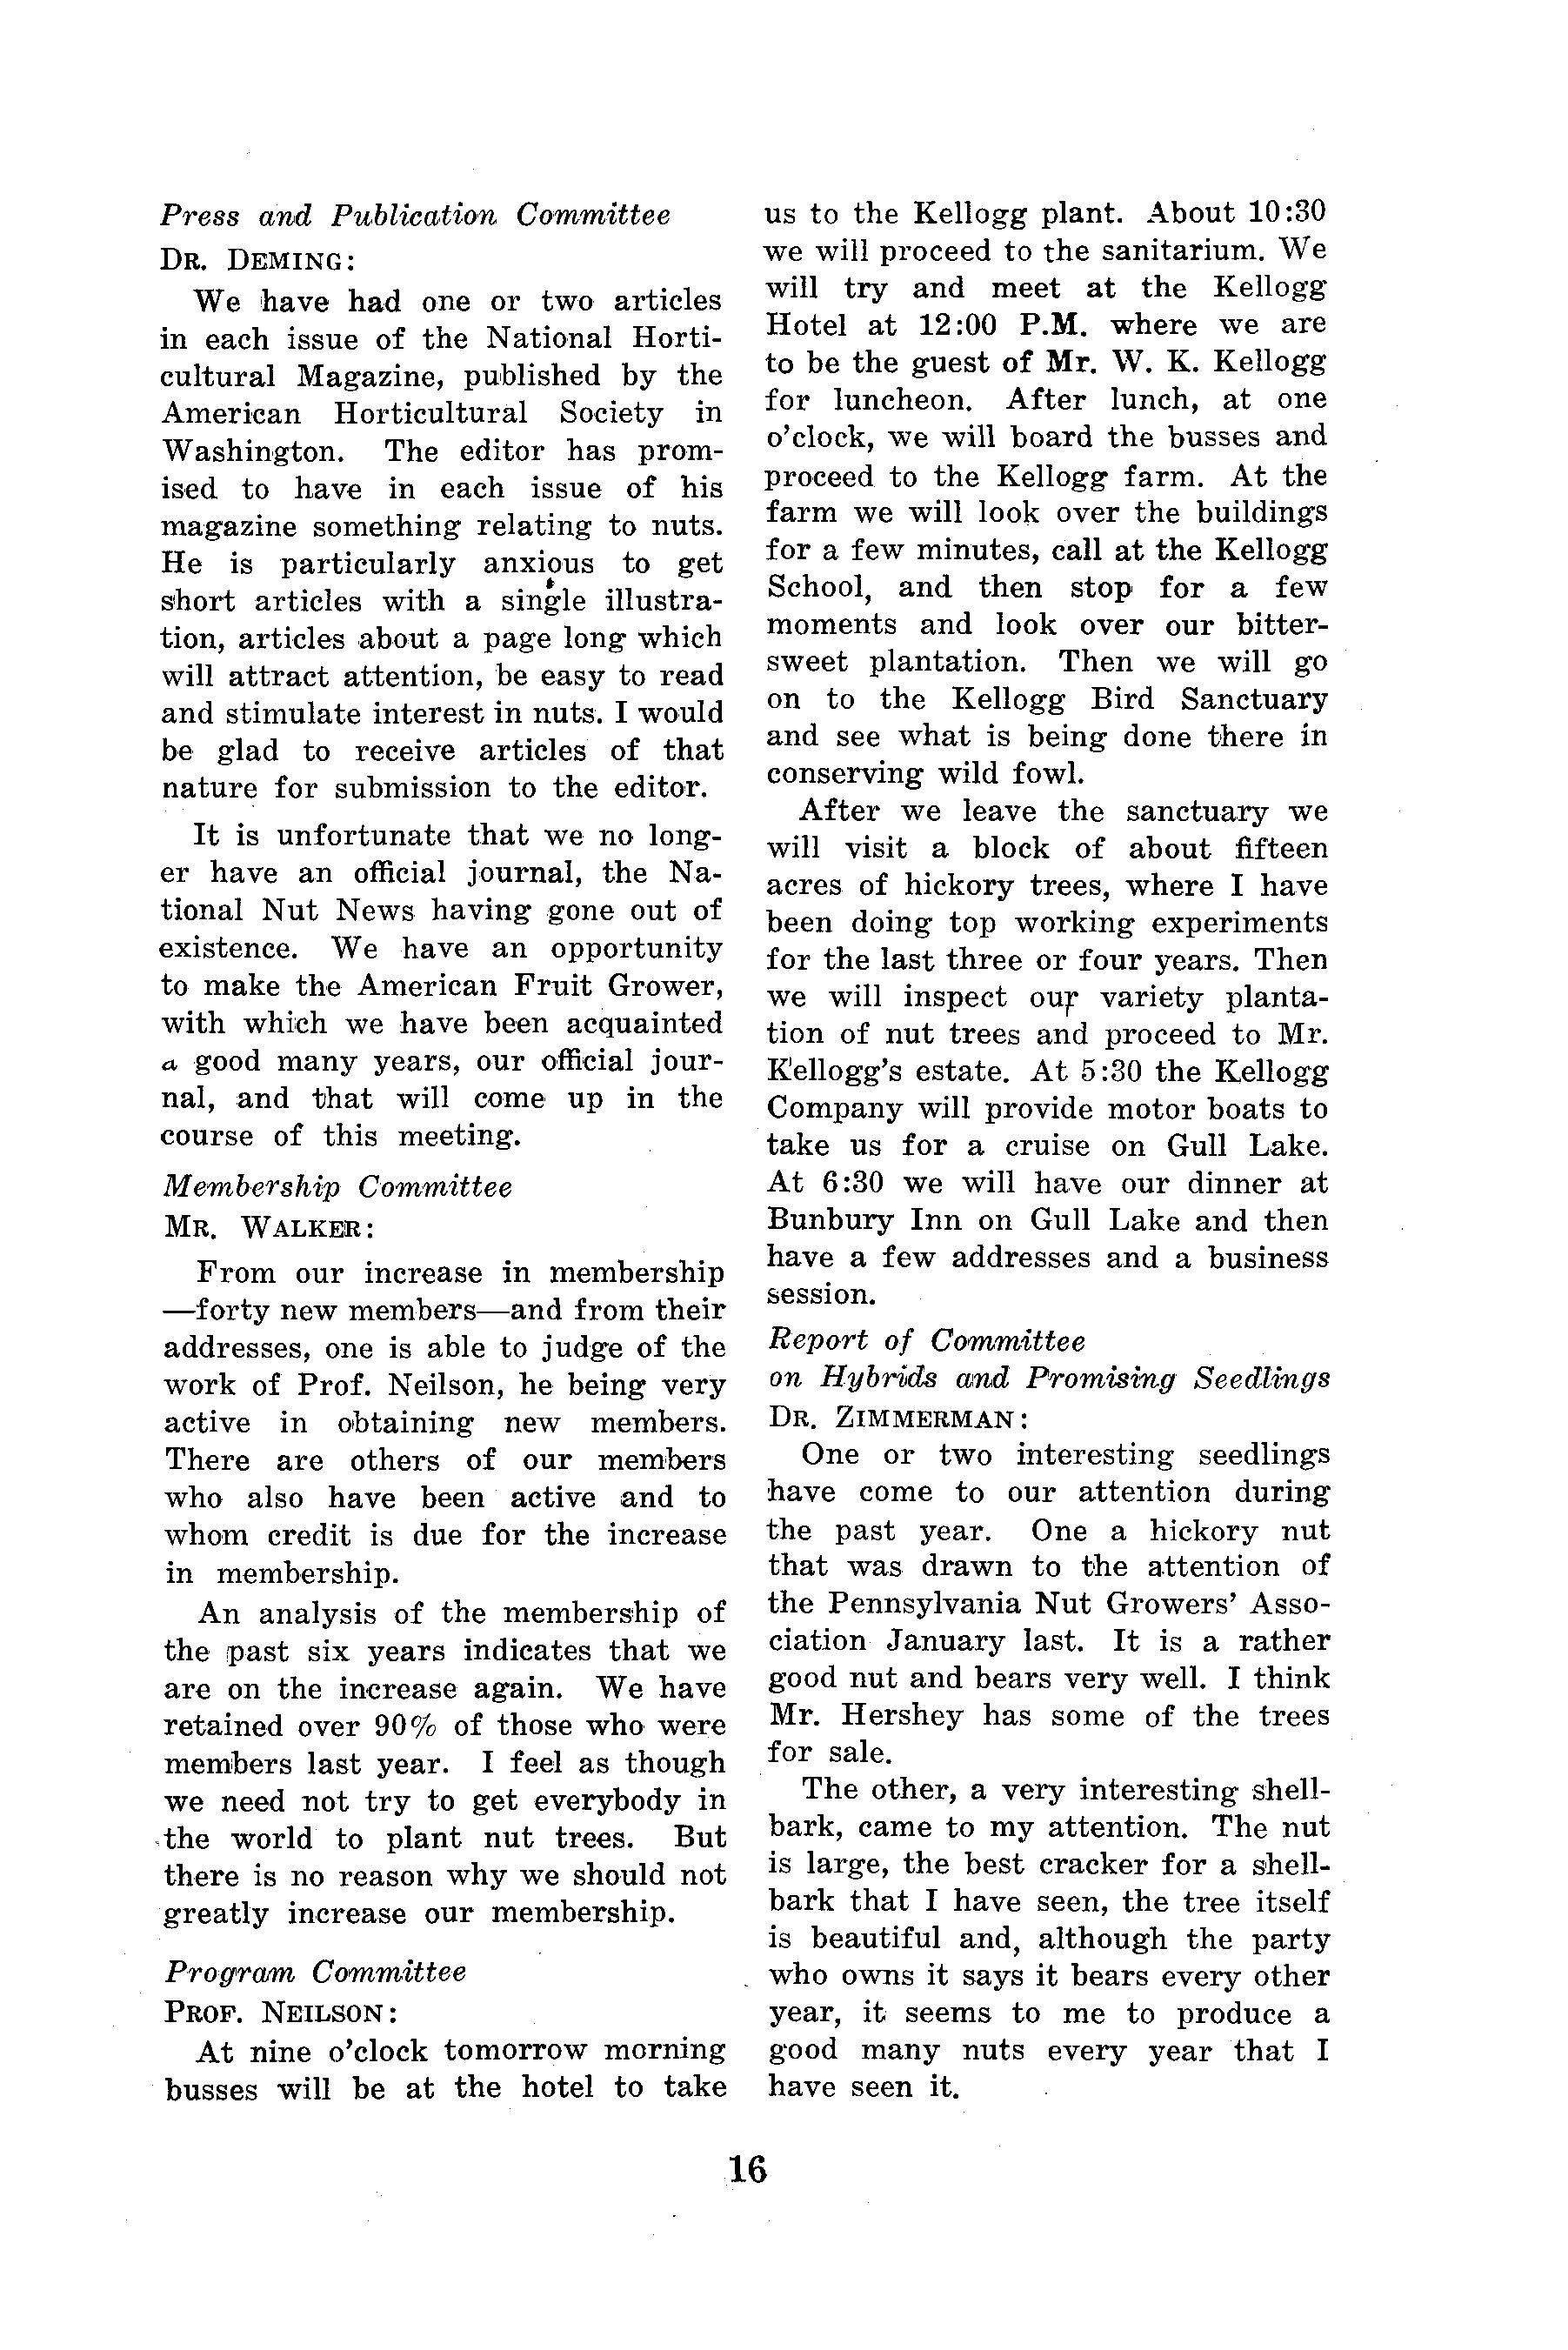 Press and Publication Committee
DR. DEMING:
We have had one or two articles
in each issue of the National Horti-
cultural Magazine, published by the
American Horticultural Society in
Washington. The editor has prom-
ised to have in each issue of his
magazine something relating to nuts.
He is particularly anxious to get
short articles with a single illustra-
tion, articles about a page long which
will attract attention, be easy to read
and stimulate interest in nuts. I would
be glad to receive articles of that
nature for submission to the editor.
It is unfortunate that we no long-
er have an official journal, the Na-
tional Nut News having gone out of
existence. We have an opportunity
to make the American Fruit Grower,
with which we have been acquainted
a good many years, our official jour-
nal, and that will come up in the
course of this meeting.
Membership Committee
MR. WALKER:
From our increase in membership
—forty new members—and from their
addresses, one is able to judge of the
work of Prof. Neilson, he being very
active in obtaining new members.
There are others of our members
who also have been active and to
whom credit is due for the increase
in membership.
An analysis of the membership of
the past six years indicates that we
are on the increase again. We have
retained over 90% of those who were
members last year. I feel as though
we need not try to get everybody in
the world to plant nut trees. But
there is no reason why we should not
greatly increase our membership.
Program Committee
PROF. NEILSON:
At nine o'clock tomorrow morning
busses will be at the hotel to take
us to the Kellogg plant. About 10:30
we will proceed to the sanitarium. We
will try and meet at the Kellogg
Hotel at 12:00 P.M. where we are
to be the guest of Mr. W. K. Kellogg
for luncheon. After lunch, at one
o'clock, we will board the busses and
proceed to the Kellogg farm. At the
farm we will look over the buildings
for a few minutes, call at the Kellogg
School, and then stop for a few
moments and look over our bitter-
sweet plantation. Then we will go
on to the Kellogg Bird Sanctuary
and see what is being done there in
conserving wild fowl.
After we leave the sanctuary we
will visit a block of about fifteen
acres of hickory trees, where I have
been doing top working experiments
for the last three or four years. Then
we will inspect our variety planta-
tion of nut trees and proceed to Mr.
Kellogg's estate. At 5:30 the Kellogg
Company will provide motor boats to
take us for a cruise on Gull Lake.
At 6:30 we will have our dinner at
Bunbury Inn on Gull Lake and then
have a few addresses and a business
session.
Report of Committee
on Hybrids and Promising Seedlings
DR. ZIMMERMAN:
One or two interesting seedlings
have come to our attention during
the past year. One a hickory nut
that was drawn to the attention of
the Pennsylvania Nut Growers' Asso-
ciation January last. It is a rather
good nut and bears very well. I think
Mr. Hershey has some of the trees
for sale.
The other, a very interesting shell-
bark, came to my attention. The nut
is large, the best cracker for a shell-
bark that I have seen, the tree itself
is beautiful and, although the party
who owns it says it bears every other
year, it seems to me to produce a
good many nuts every year that I
have seen it.
16